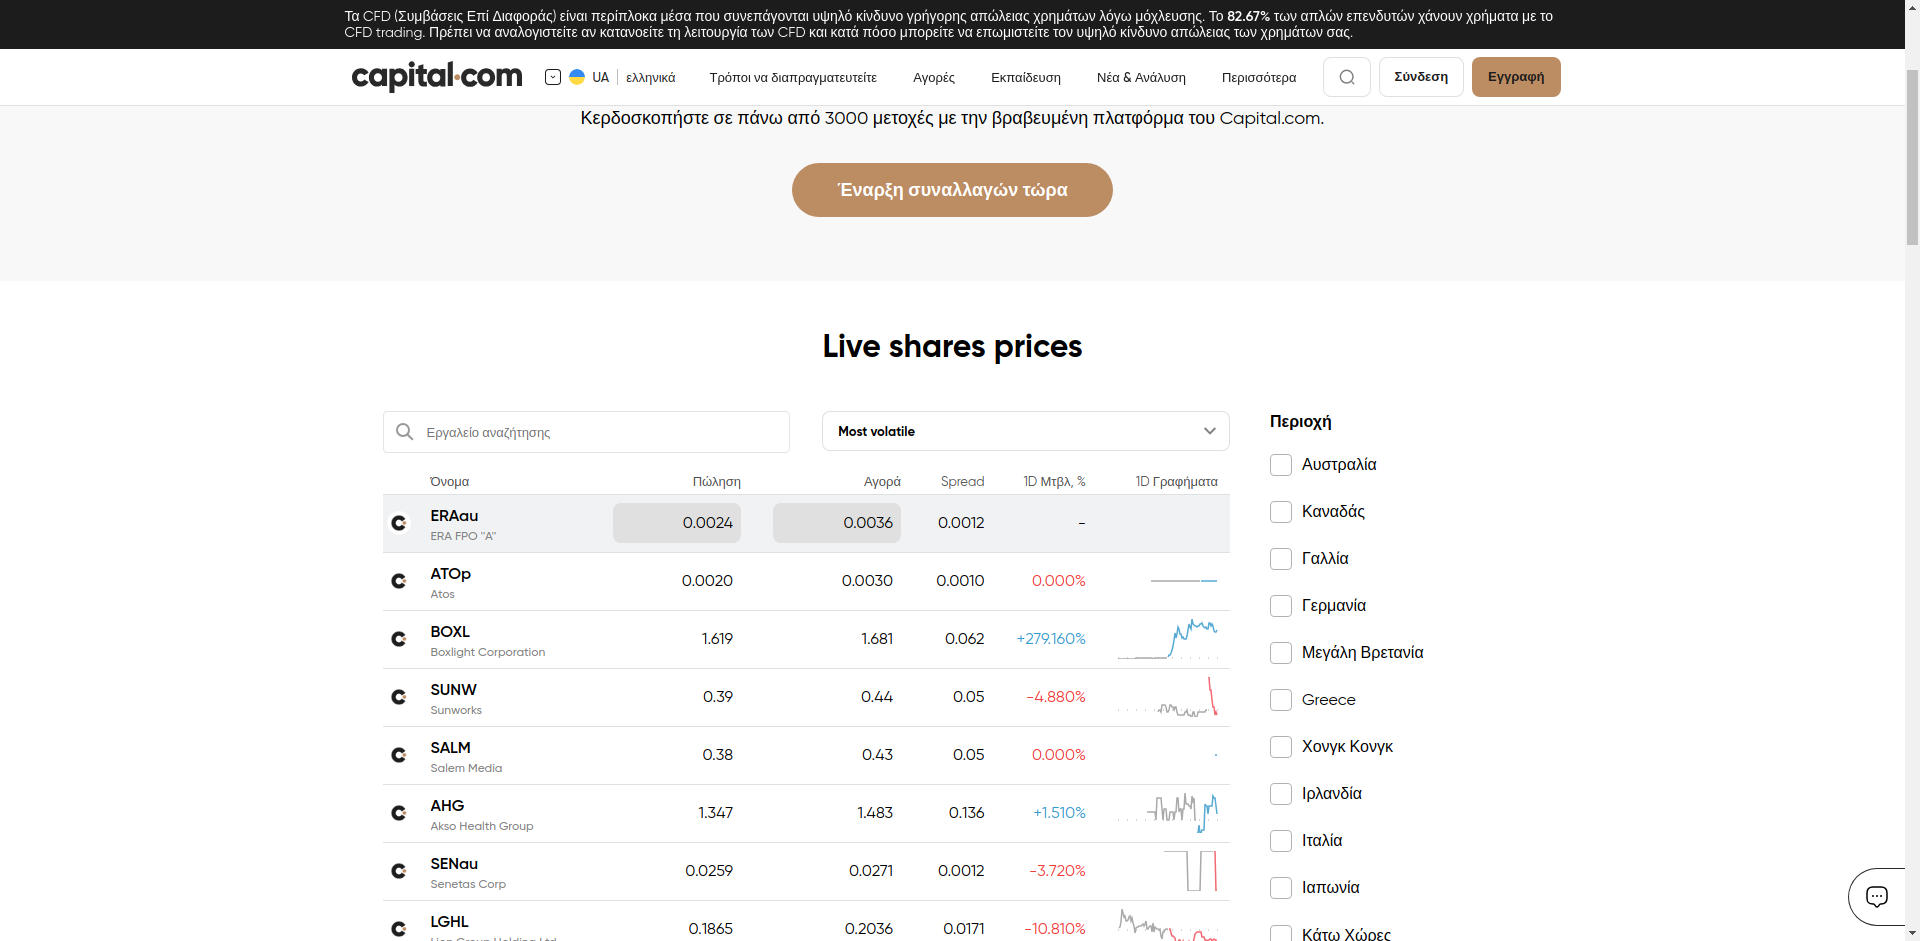 Τα CFD (Συμβάσεις Επί Διαφοράς) είναι περίπλοκα μέσα που συνεπάγονται υψηλό κίνδυνο γρήγορης απώλειας χρημάτων λόγω μόχλευσης. Το 82.67% των απλών επενδυτών χάνουν χρήματα με το
CFD trading. Πρέπει να αναλογιστείτε αν κατανοείτε τη λειτουργία των CFD και κατά πόσο μπορείτε να επωμιστείτε τον υψηλό κίνδυνο απώλειας των χρημάτων σας.
capital.com UA ελληνικά Τρόποι να διαπραγματευτείτε Αγορές Εκπαίδευση Νέα & Ανάλυση Περισσότερα Σύνδεση Εγγραφή
Κερδοσκοπήστε σε πάνω από 3000 μετοχές με την βραβευμένη πλατφόρμα του Capital.com.
Έναρξη συναλλαγών τώρα
Live shares prices
Εργαλείο αναζήτησης
Most volatile
Όνομα Πώληση Αγορά Spread 1D Μτβλ, % 1D Γραφήματα
ERAau 0.0024 0.0036 0.0012 -
ERA FPO "A"
ATOp 0.0020 0.0030 0.0010 0.000%
Atos
BOXL 1.619 1.681 0.062 +279.160%
Boxlight Corporation
SUNW 0.39 0.44 0.05 -4.880%
Sunworks
SALM 0.38 0.43 0.05 0.000%
Salem Media
AHG 1.347 1.483 0.136 +1.510%
Akso Health Group
SENau 0.0259 0.0271 0.0012 -3.720%
Senetas Corp
LGHL 0.1865 0.2036 0.0171 -10.810%
Lion Group Holding Ltd
Περιοχή
Αυστραλία
Καναδάς
Γαλλία
Γερμανία
Μεγάλη Βρετανία
Greece
Χονγκ Κονγκ
Ιρλανδία
Ιταλία
Ιαπωνία
Κάτω Χώρες